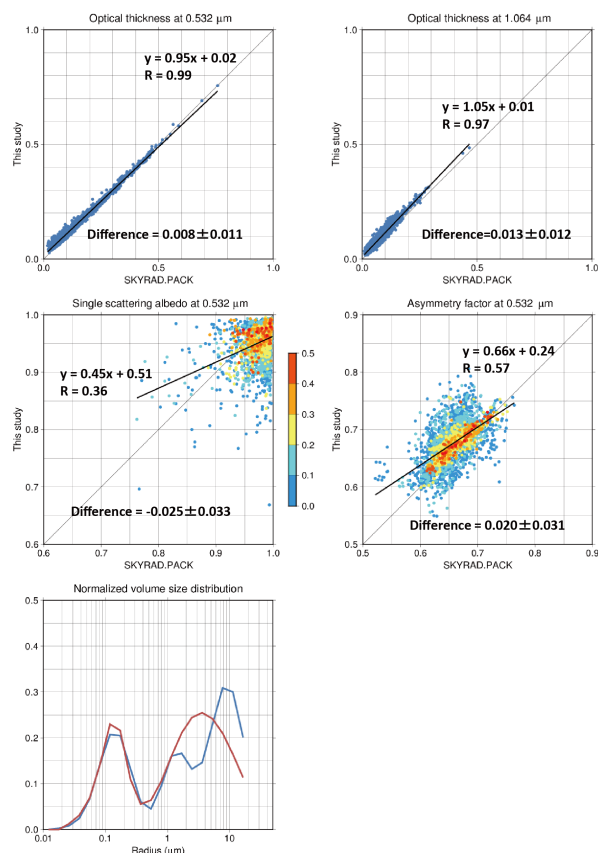 Optical thickness at 0.532 μm
1.0
0.5
0.0
This study
y = 0.95x + 0.02
R = 0.99
Difference = 0.008±0.011
0.0 0.5 1.0
SKYRAD.PACK
Optical thickness at 1.064 μm
1.0
0.5
0.0
This study
y = 1.05x + 0.01
R = 0.97
Difference=0.013±0.012
0.0 0.5 1.0
SKYRAD.PACK
Single scattering albedo at 0.532 μm
1.0
0.9
0.8
0.7
0.6
This study
y = 0.45x + 0.51
R = 0.36
Difference = -0.025±0.033
0.6 0.7 0.8 0.9 1.0
SKYRAD.PACK
0.5
0.4
0.3
0.2
0.1
0.0
Asymmetry factor at 0.532 μm
0.9
0.8
0.7
0.6
0.5
This study
y = 0.66x + 0.24
R = 0.57
Difference = 0.020±0.031
0.5 0.6 0.7 0.8 0.9
SKYRAD.PACK
Normalized volume size distribution
0.5
0.4
0.3
0.2
0.1
0.0
0.01 0.1 1 10
Radius (μm)